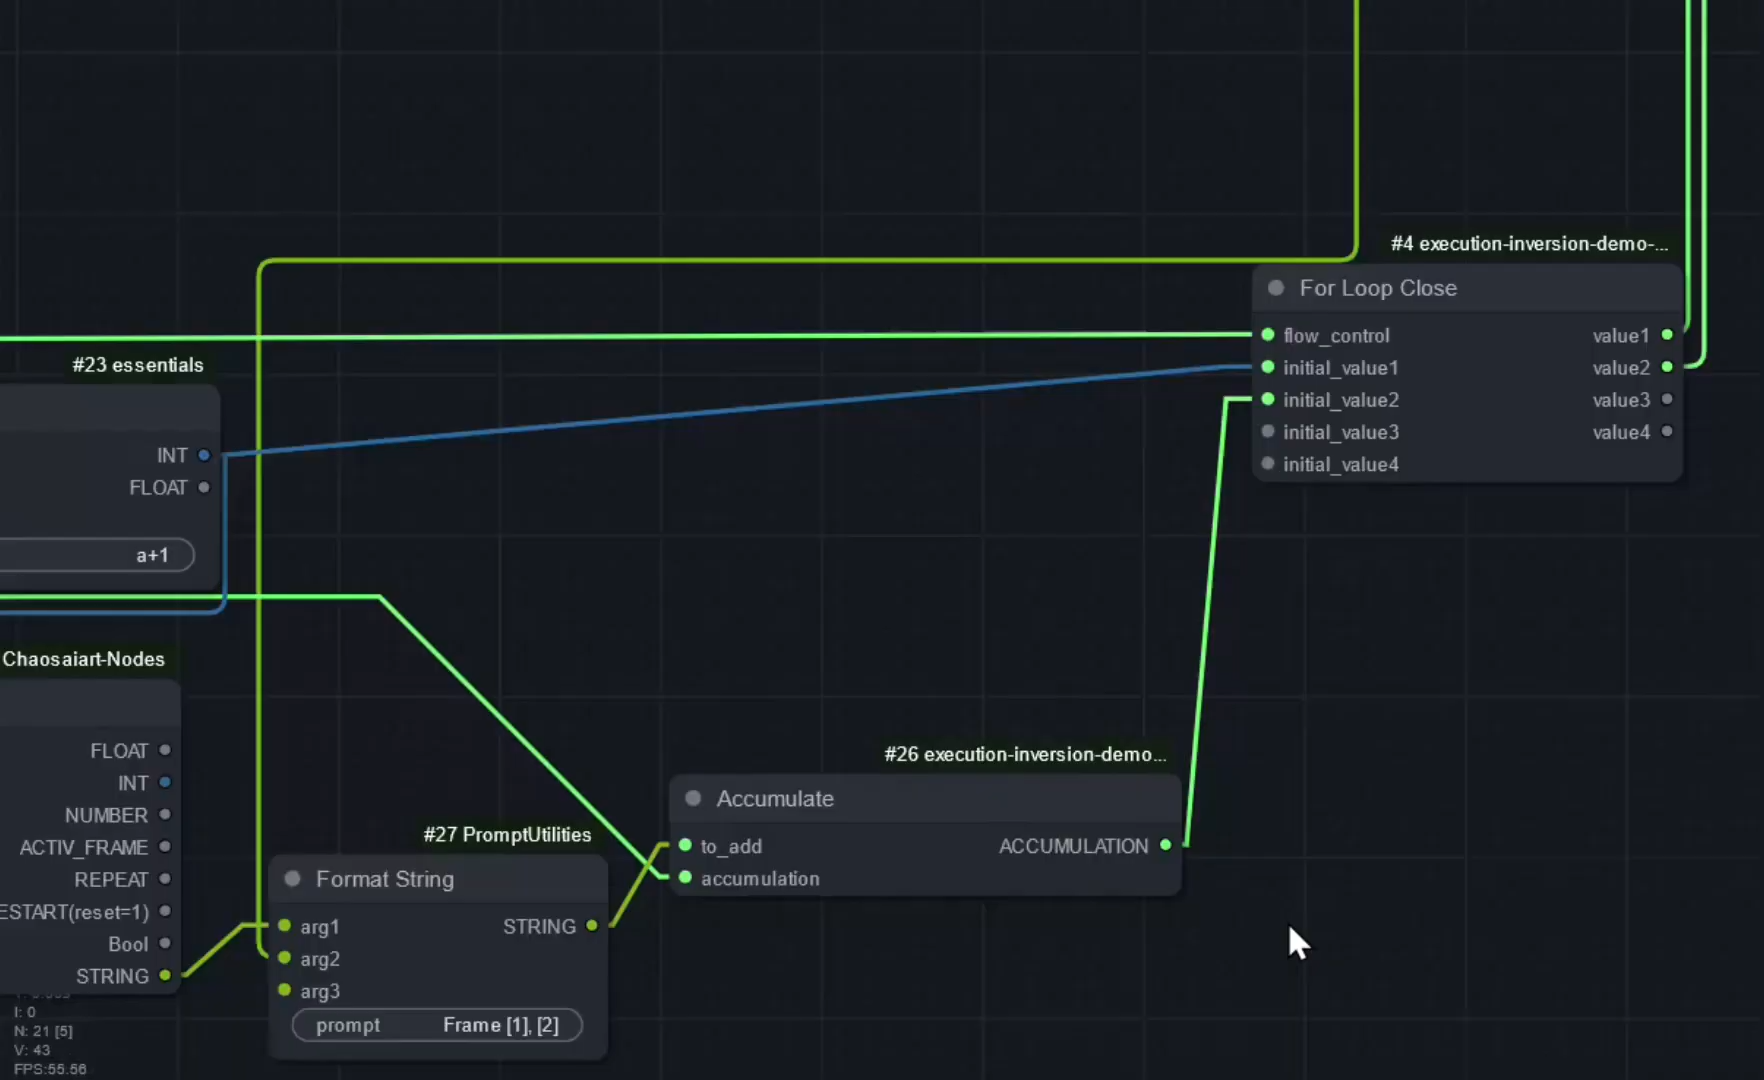 #4 execution-inversion-demo-...
For Loop Close
flow_control value1
initial_value1 value2
initial_value2 value3
initial_value3 value4
initial_value4
#23 essentials
INT
FLOAT
a+1
Chaosaiart-Nodes
FLOAT
INT
NUMBER
ACTIV_FRAME
REPEAT
ESTART(reset=1)
Bool
STRING
#26 execution-inversion-demo...
Accumulate
to_add ACCUMULATION
accumulation
#27 PromptUtilities
Format String
arg1 STRING
arg2
arg3
prompt Frame [1], [2]
I: 0
N: 21 [5]
V: 43
FPS:55.56